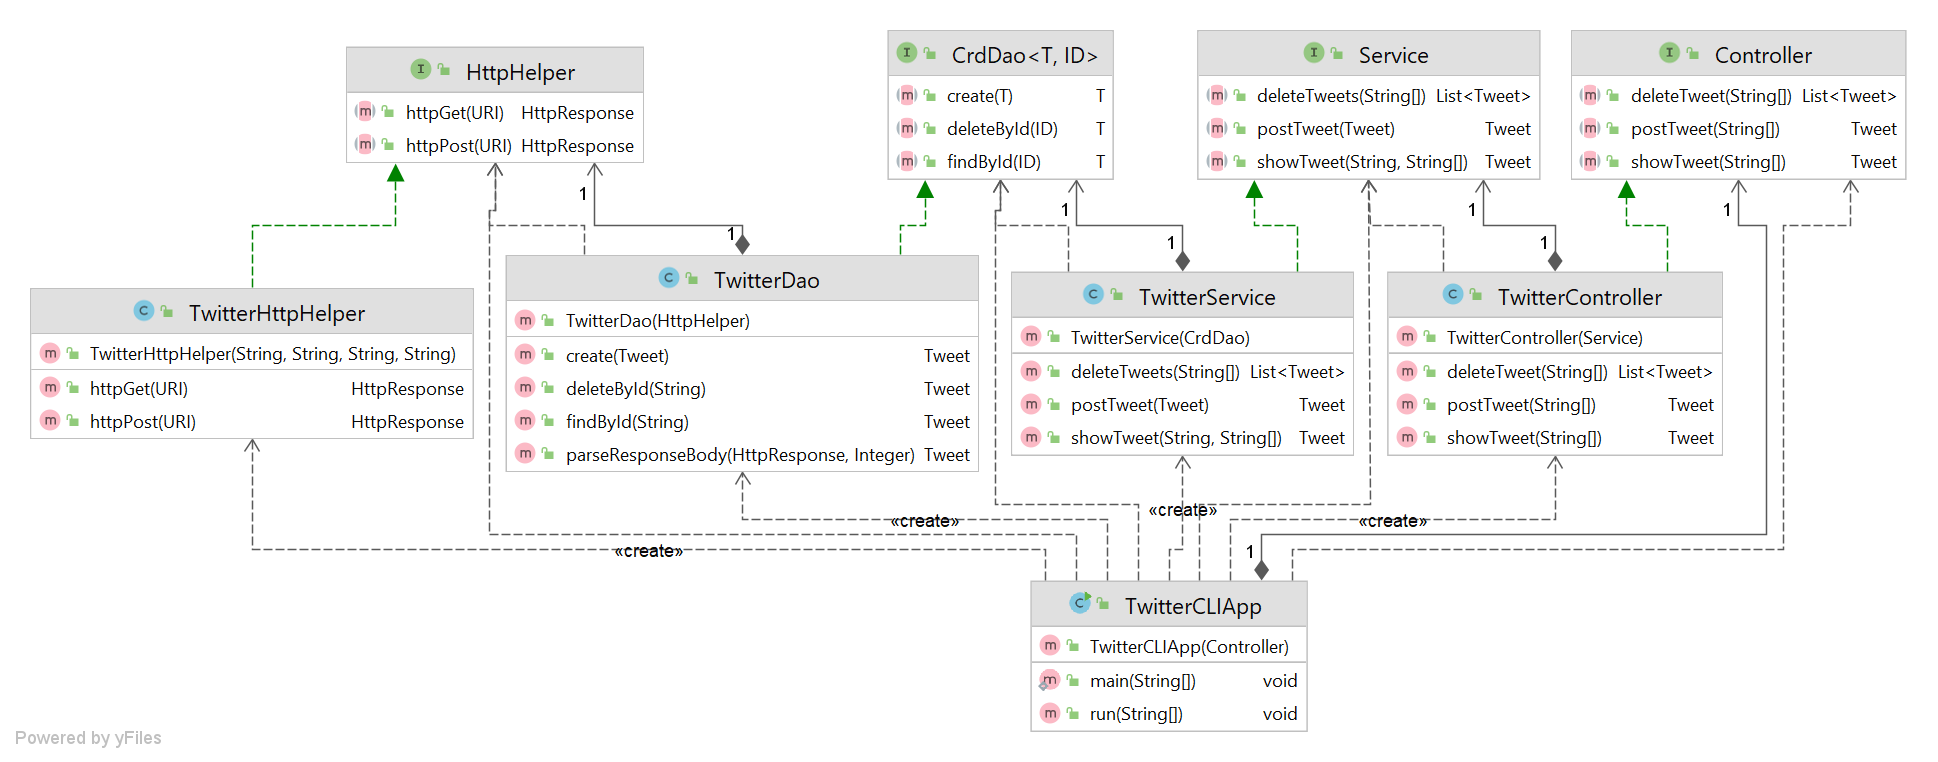 HttpHelper
httpGet(URI) HttpResponse
httpPost(URI) HttpResponse
CrdDao<T, ID>
create(T) T
deleteById(ID) T
findById(ID) T
Service
deleteTweets(String[]) List<Tweet>
postTweet(Tweet) Tweet
showTweet(String, String[]) Tweet
Controller
deleteTweet(String[]) List<Tweet>
postTweet(String[]) Tweet
showTweet(String[]) Tweet
1
1
1
1
1
1
1
1
TwitterHttpHelper
TwitterHttpHelper(String, String, String, String)
httpGet(URI) HttpResponse
httpPost(URI) HttpResponse
TwitterDao
TwitterDao(HttpHelper)
create(Tweet) Tweet
deleteById(String) Tweet
findById(String) Tweet
parseResponseBody(HttpResponse, Integer) Tweet
TwitterService
TwitterService(CrdDao)
deleteTweets(String[]) List<Tweet>
postTweet(Tweet) Tweet
showTweet(String, String[]) Tweet
TwitterController
TwitterController(Service)
deleteTweet(String[]) List<Tweet>
postTweet(String[]) Tweet
showTweet(String[]) Tweet
«create»
«create»
«create»
«create»
TwitterCLIApp
TwitterCLIApp(Controller)
main(String[]) void
run(String[]) void
Powered by yFiles